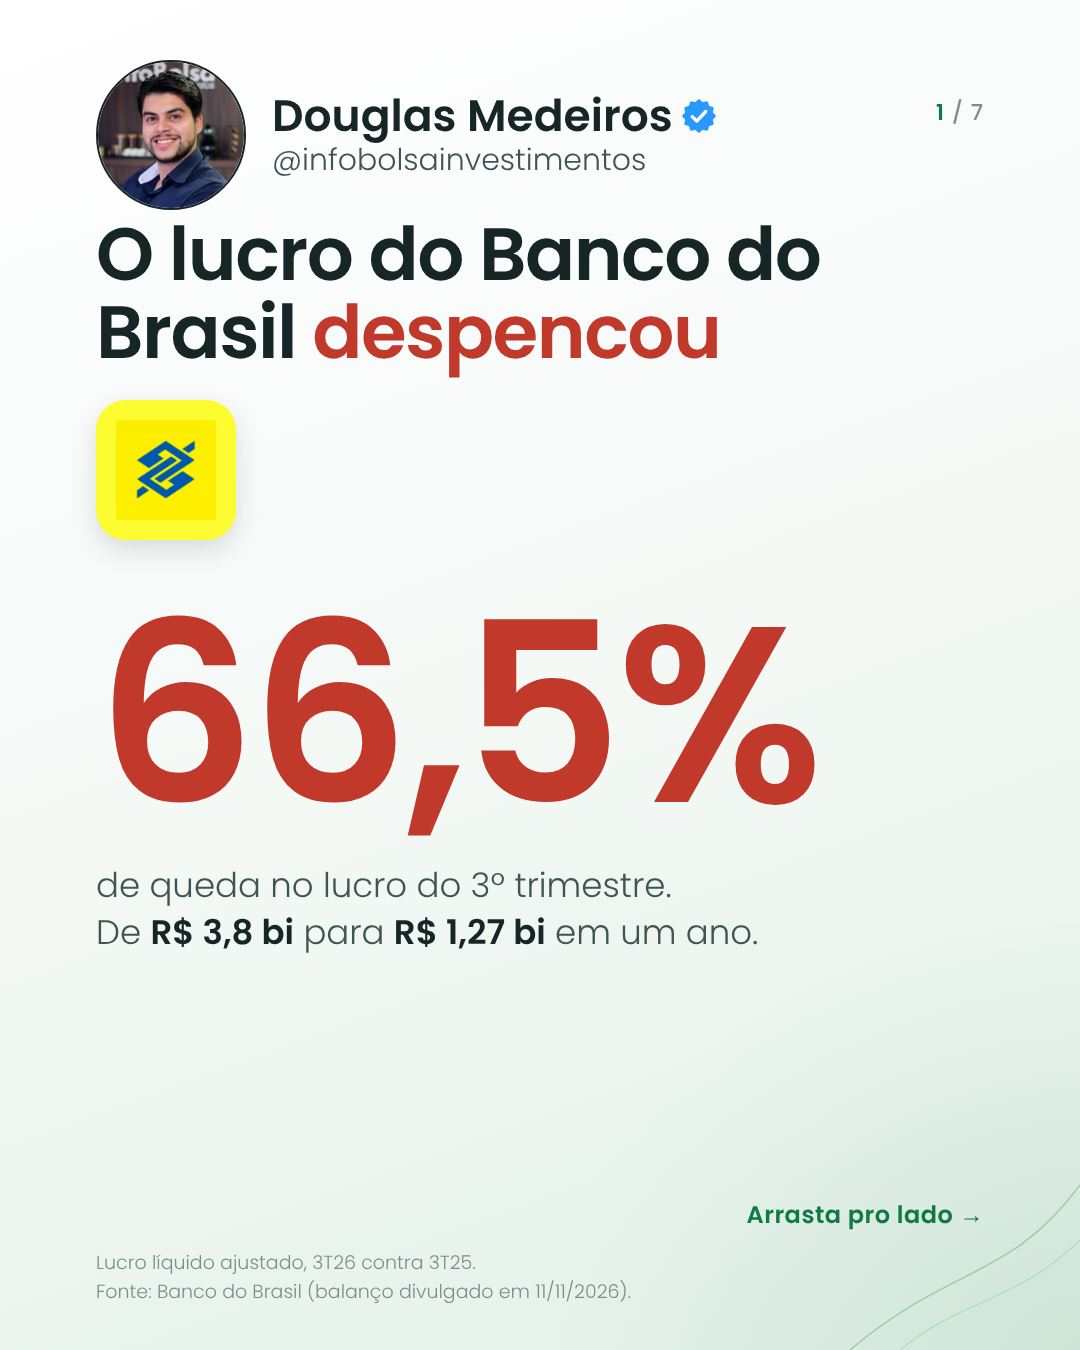 Douglas Medeiros
@infobolsainvestimentos
1 / 7
O lucro do Banco do
Brasil despencou
66,5%
de queda no lucro do 3º trimestre.
De R$ 3,8 bi para R$ 1,27 bi em um ano.
Arrasta pro lado →
Lucro líquido ajustado, 3T26 contra 3T25.
Fonte: Banco do Brasil (balanço divulgado em 11/11/2026).